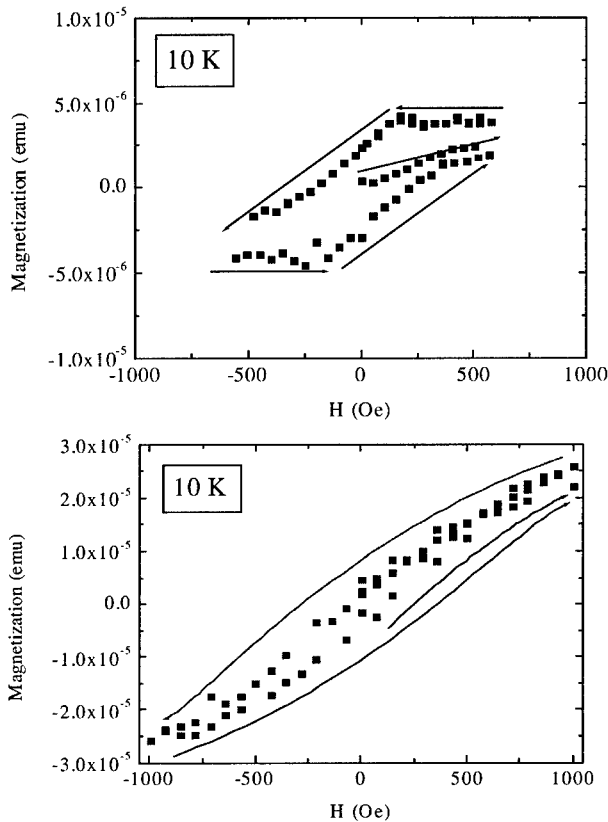 1.0x10⁻⁵
10 K
5.0x10⁻⁶
0.0
-5.0x10⁻⁶
-1.0x10⁻⁵
Magnetization (emu)
-1000 -500 0 500 1000
H (Oe)
3.0x10⁻⁵
10 K
2.0x10⁻⁵
1.0x10⁻⁵
0.0
-1.0x10⁻⁵
-2.0x10⁻⁵
-3.0x10⁻⁵
Magnetization (emu)
-1000 -500 0 500 1000
H (Oe)